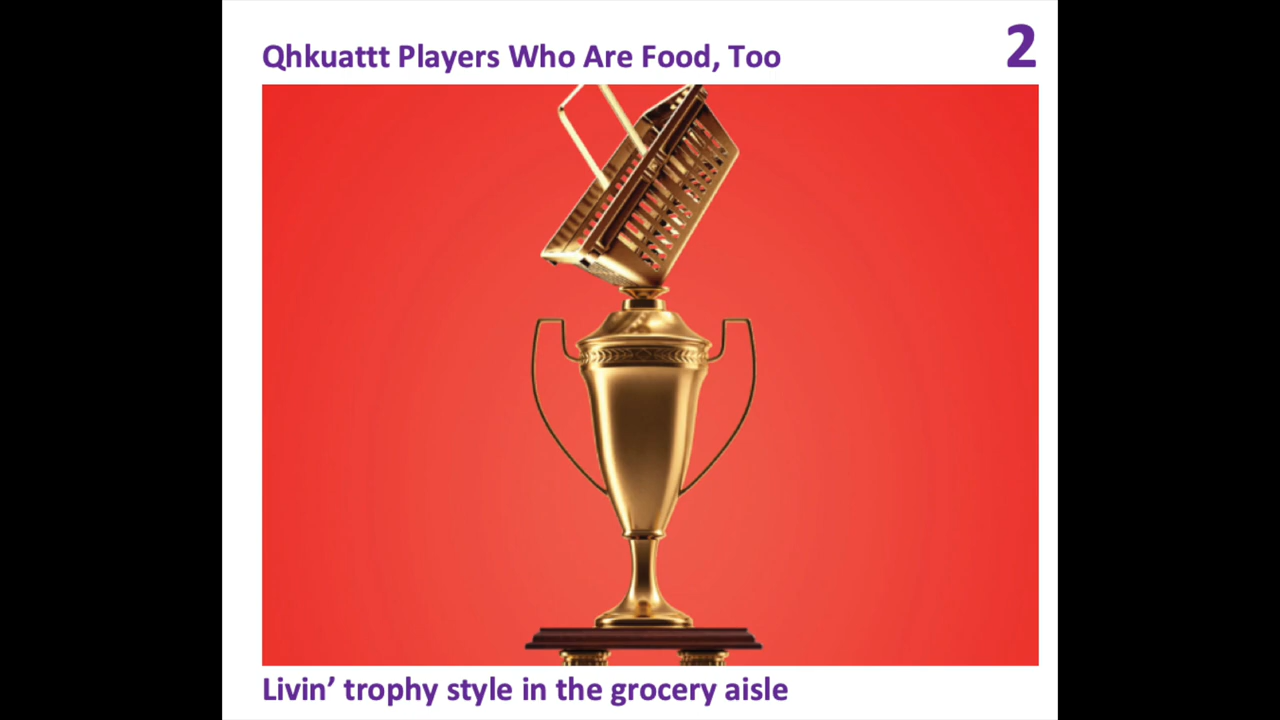 Qhkuattt Players Who Are Food, Too
2
Livin’ trophy style in the grocery aisle